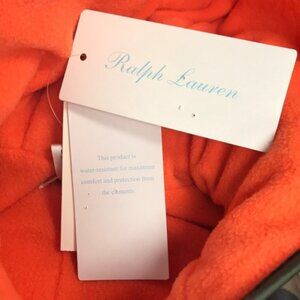 Ralph Lauren
This product is
water-resistant for maximum
comfort and protection from
the elements.